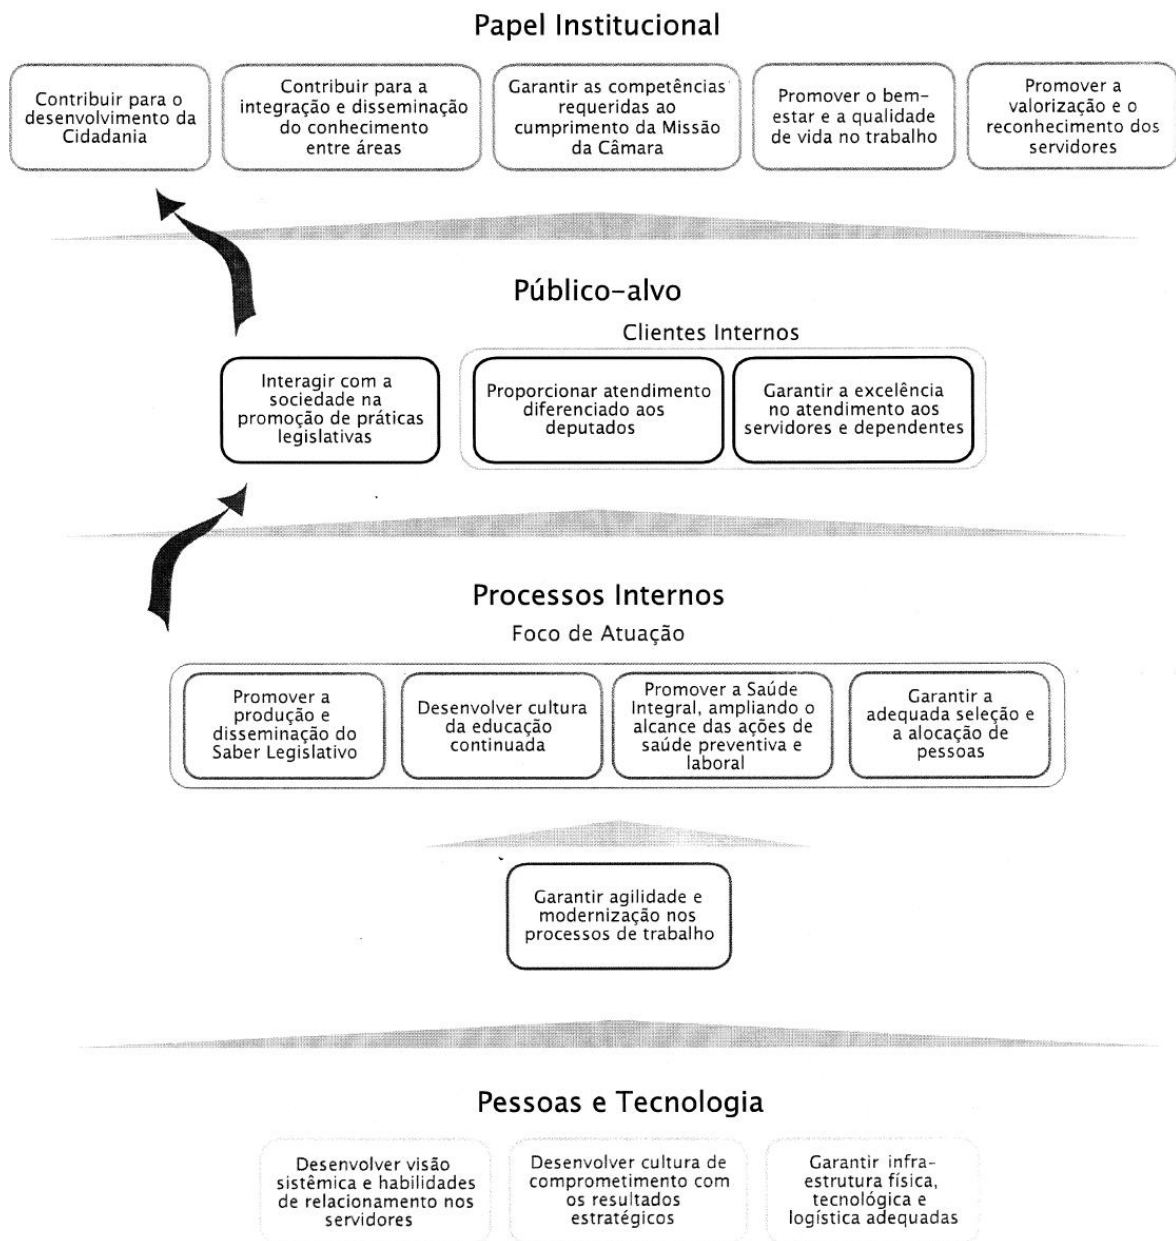 Papel Institucional
Contribuir para o
desenvolvimento da
Cidadania
Contribuir para a
integração e disseminação
do conhecimento
entre áreas
Garantir as competências
requeridas ao
cumprimento da Missão
da Câmara
Promover o bem-
estar e a qualidade
de vida no trabalho
Promover a
valorização e o
reconhecimento dos
servidores
Público-alvo
Clientes Internos
Interagir com a
sociedade na
promoção de práticas
legislativas
Proporcionar atendimento
diferenciado aos
deputados
Garantir a excelência
no atendimento aos
servidores e dependentes
Processos Internos
Foco de Atuação
Promover a
produção e
disseminação do
Saber Legislativo
Desenvolver cultura
da educação
continuada
Promover a Saúde
Integral, ampliando o
alcance das ações de
saúde preventiva e
laboral
Garantir a
adequada seleção e
a alocação de
pessoas
Garantir agilidade e
modernização nos
processos de trabalho
Pessoas e Tecnologia
Desenvolver visão
sistêmica e habilidades
de relacionamento nos
servidores
Desenvolver cultura de
comprometimento com
os resultados
estratégicos
Garantir infra-
estrutura física,
tecnológica e
logística adequadas